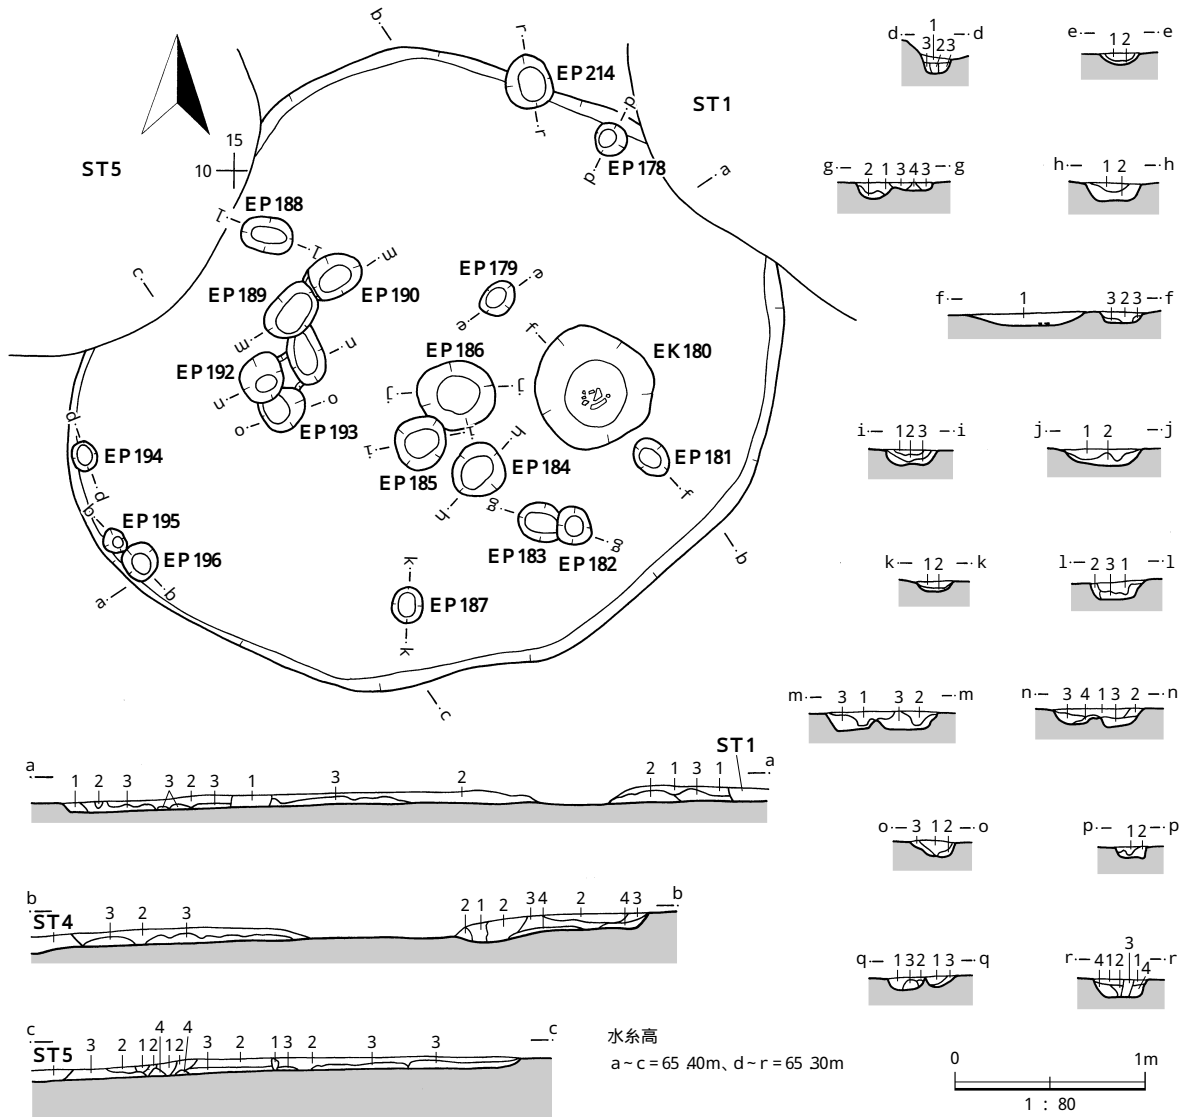 b
r
EP214
d
ST1
15
10
ST5
r
d
EP178
a
EP188
l
l
c
m
EP190
EP189
EP179
e
e
f
m
n
EP186
EK180
EP192
j
j
n
o
o
EP193
i
i
h
EP185
EP184
EP181
d
EP194
d
f
h
g
g
b
EP195
EP196
EP183
EP182
b
k
EP187
a
b
k
c
a ST1 a
1 2 3 3 2 3 1 3 2 2 1 3 1
b b
ST4 3 2 3 2 1 2 3 4 2 4 3
c c
ST5 3 2 1 2 4 1 2 4 3 2 1 3 2 3 3
水糸高
a~c=65.40m、d~r=65.30m
d 1 d
3 2 3
e 1 2 e
g 2 1 3 4 3 g
h 1 2 h
f 1 3 2 3 f
i 1 2 3 i
j 1 2 j
k 1 2 k
l 2 3 1 l
m 3 1 3 2 m
n 3 4 1 3 2 n
o 3 1 2 o
p 1 2 p
q 1 3 2 1 3 q
r 4 1 2 3 1 4 r
0 1m
1 : 80